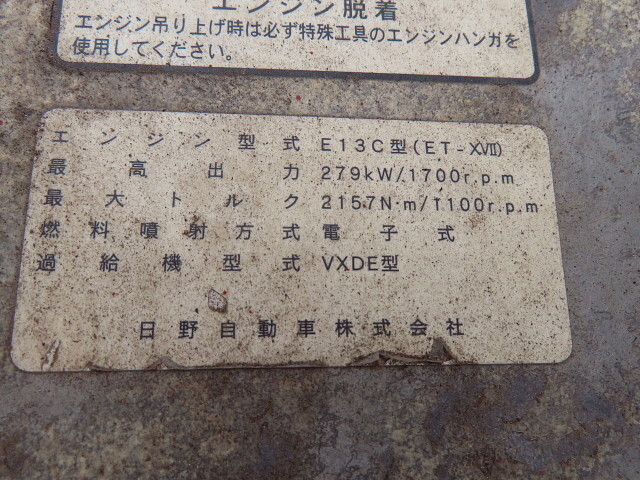 エンジン脱着
エンジン吊り上げ時は必ず特殊工具のエンジンハンガを
使用してください。
エンジン型式 E13C型(ET-XVII)
最高出力 279kW/1700r.p.m
最大トルク 2157N·m/1100r.p.m
燃料噴射方式 電子式
過給機型式 VXDE型
日野自動車株式会社